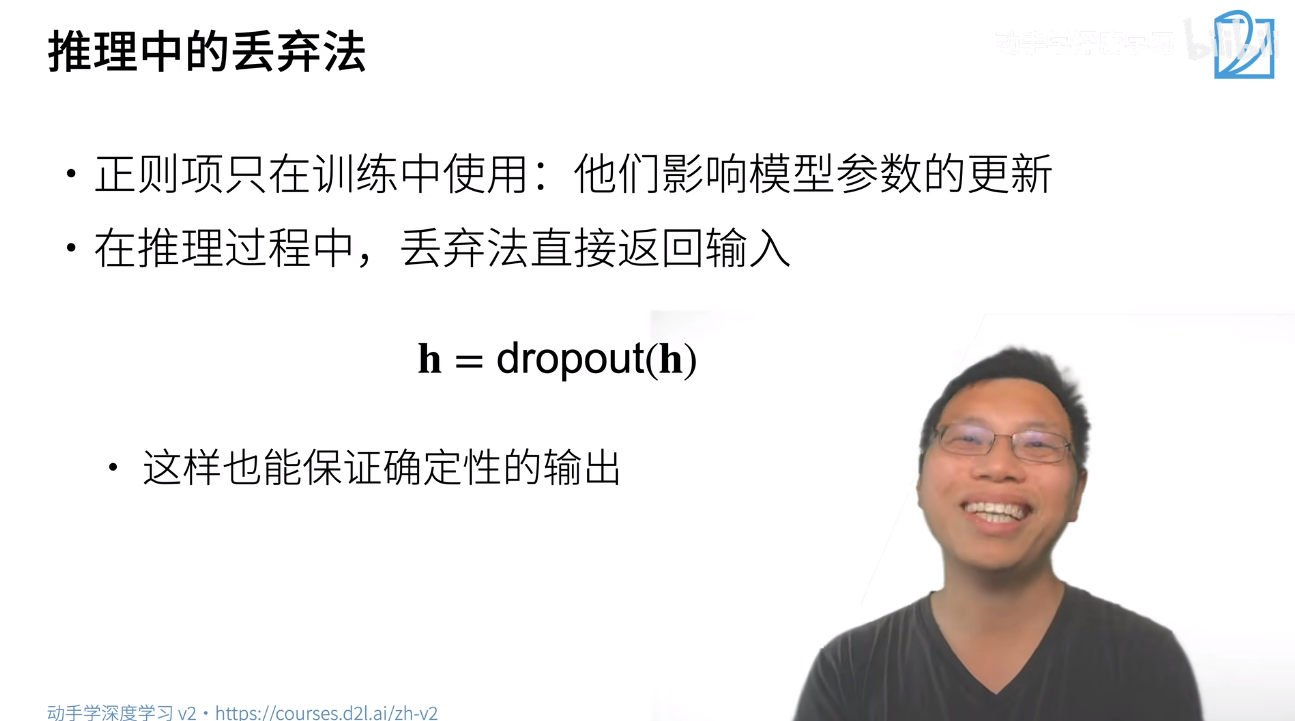 推理中的丢弃法
动手学深度学习 bilibili
• 正则项只在训练中使用：他们影响模型参数的更新
• 在推理过程中，丢弃法直接返回输入
h = dropout(h)
• 这样也能保证确定性的输出
动手学深度学习 v2 • https://courses.d2l.ai/zh-v2